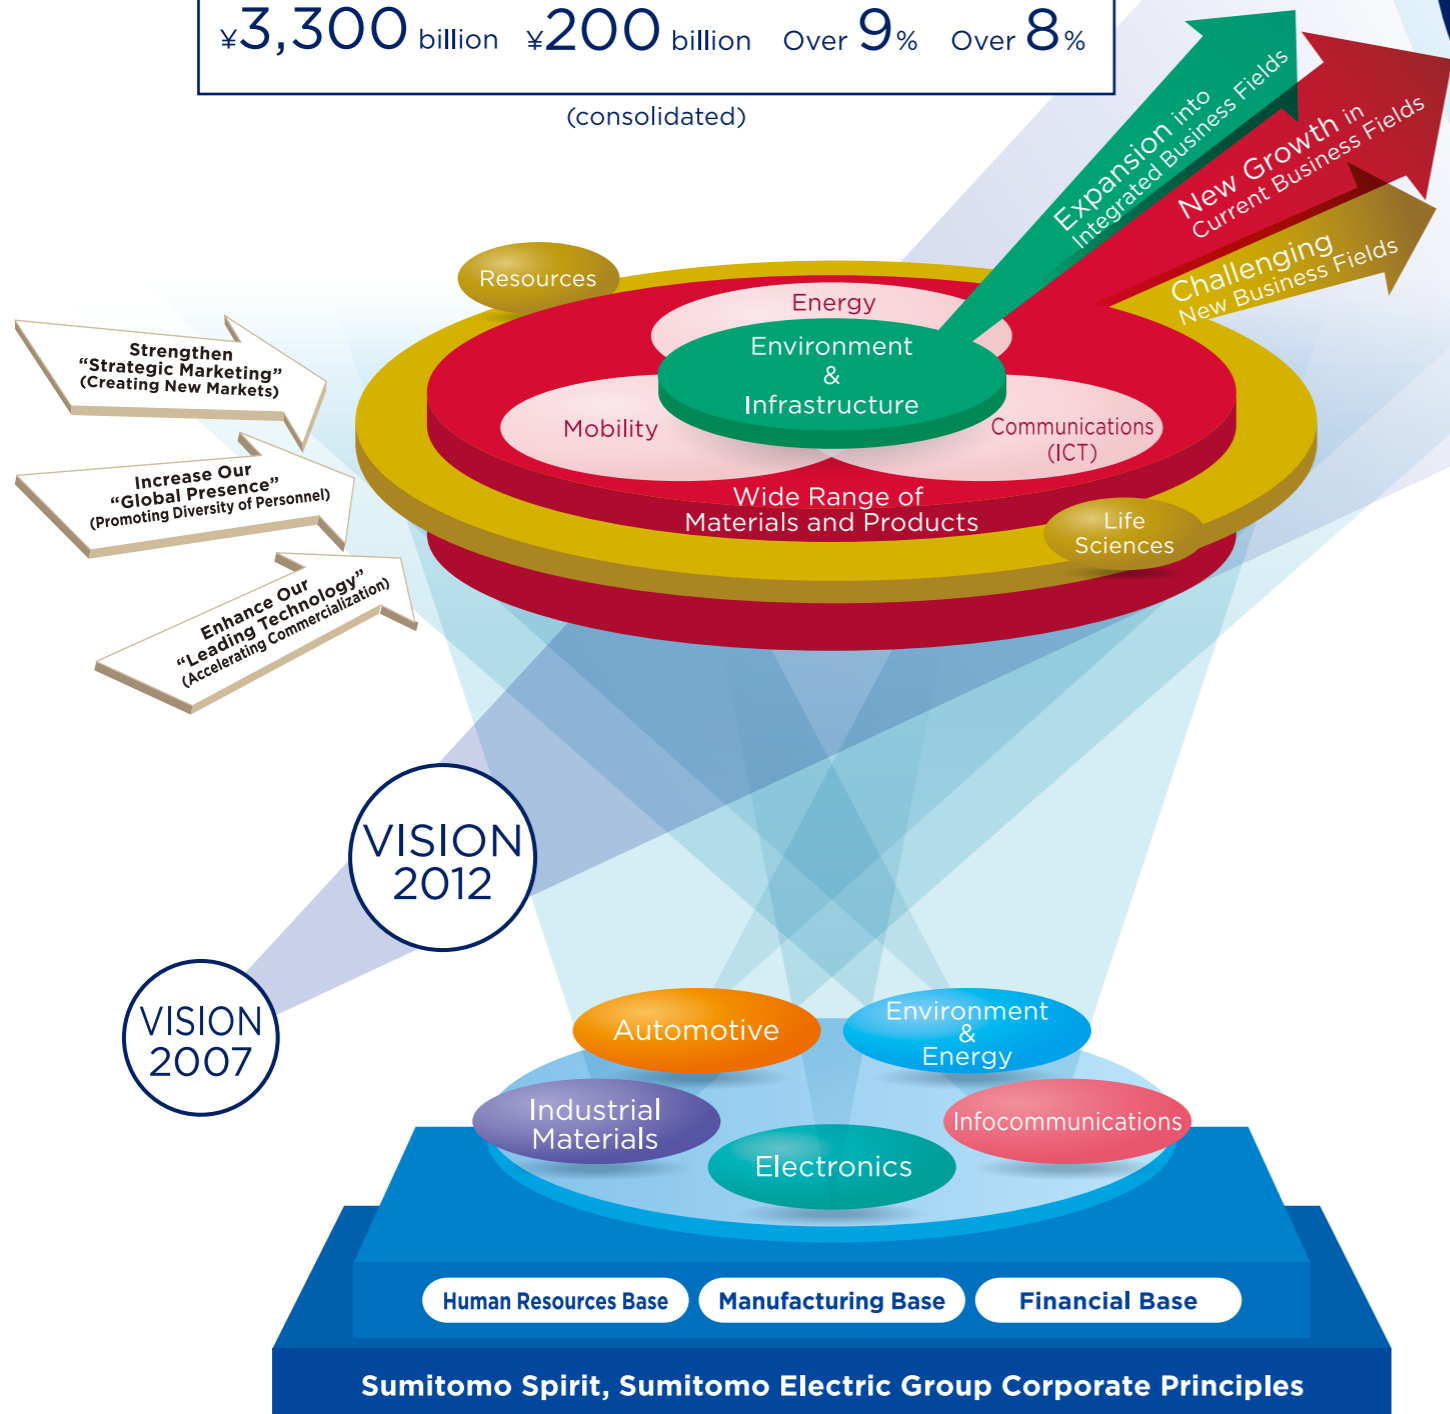 ¥3,300 billion ¥200 billion Over 9% Over 8%
(consolidated)
Expansion into
Integrated Business Fields
New Growth in
Current Business Fields
Challenging
New Business Fields
Resources
Energy
Environment
&
Infrastructure
Mobility
Communications
(ICT)
Wide Range of
Materials and Products
Life
Sciences
Strengthen
“Strategic Marketing”
(Creating New Markets)
Increase Our
“Global Presence”
(Promoting Diversity of Personnel)
Enhance Our
“Leading Technology”
(Accelerating Commercialization)
VISION
2012
VISION
2007
Automotive
Environment
&
Energy
Industrial
Materials
Infocommunications
Electronics
Human Resources Base
Manufacturing Base
Financial Base
Sumitomo Spirit, Sumitomo Electric Group Corporate Principles